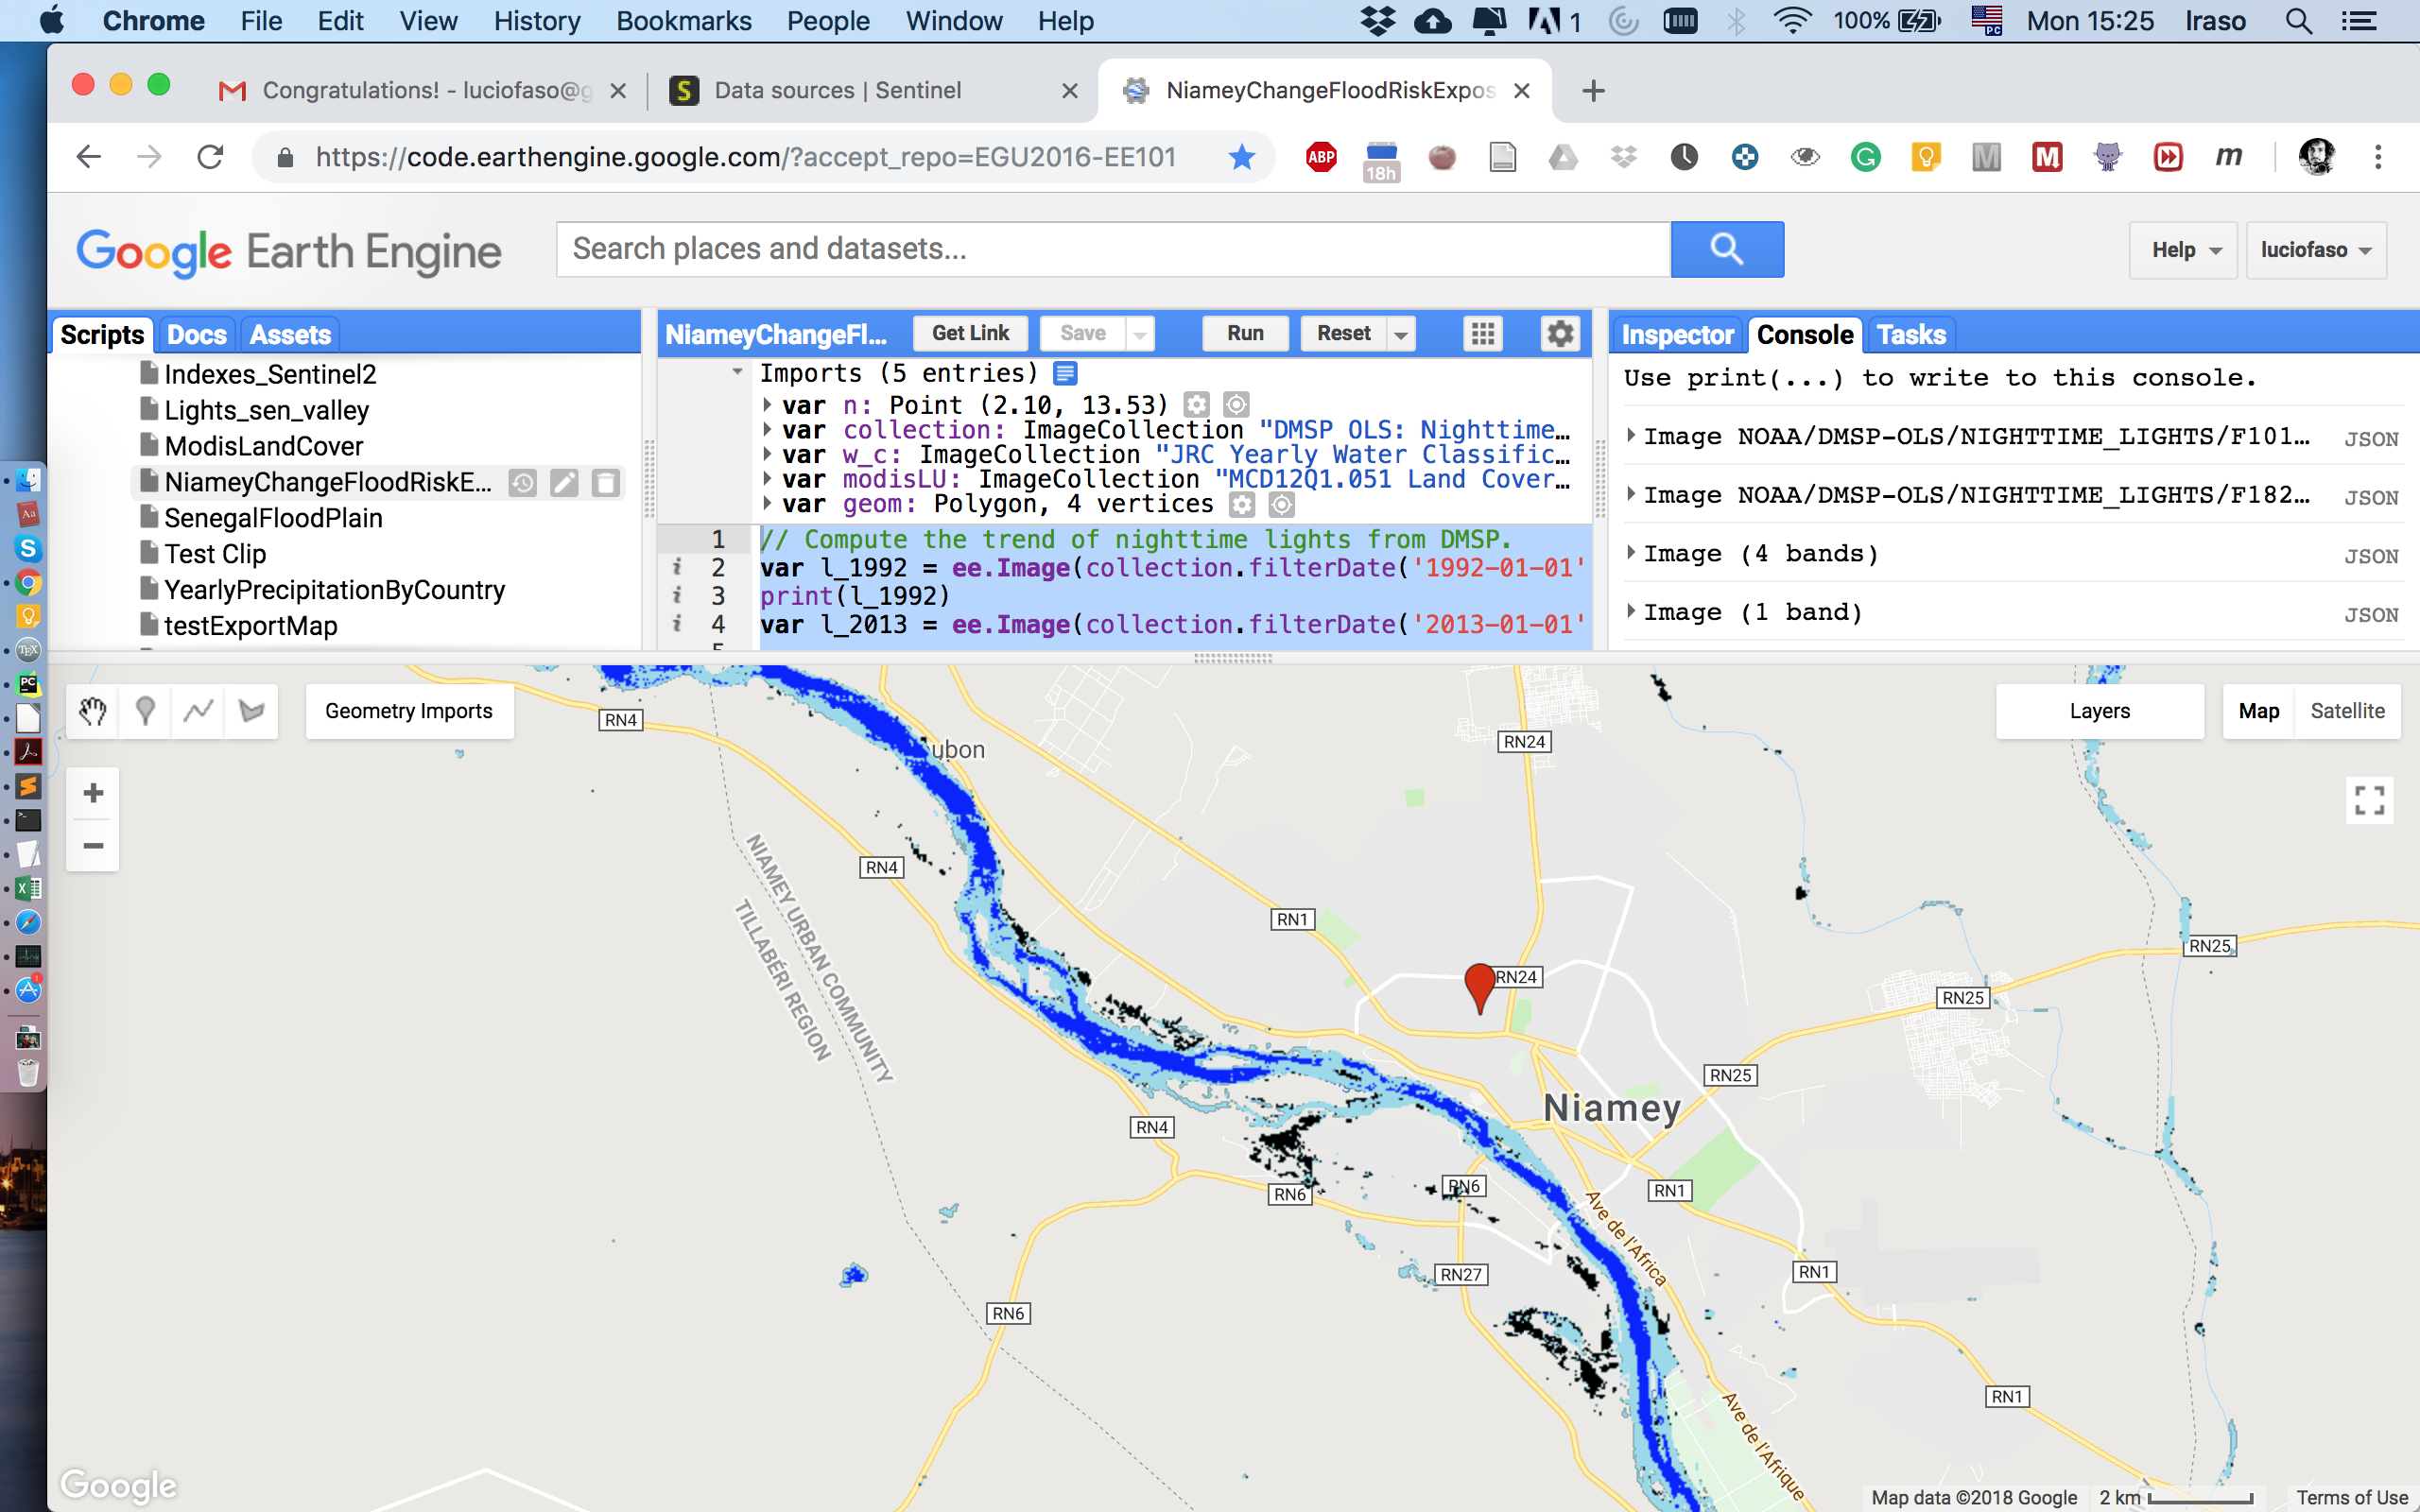 Chrome File Edit View History Bookmarks People Window Help 1 100% PC Mon 15:25 Iraso
Congratulations! - luciofaso@g
Data sources | Sentinel
NiameyChangeFloodRiskExpos
https://code.earthengine.google.com/?accept_repo=EGU2016-EE101
ABP
18h
Google Earth Engine
Search places and datasets...
Help
luciofaso
Scripts Docs Assets
Indexes_Sentinel2
Lights_sen_valley
ModisLandCover
NiameyChangeFloodRiskE...
SenegalFloodPlain
Test Clip
YearlyPrecipitationByCountry
testExportMap
NiameyChangeFl... Get Link Save Run Reset
Imports (5 entries)
var n: Point (2.10, 13.53)
var collection: ImageCollection "DMSP OLS: Nighttime...
var w_c: ImageCollection "JRC Yearly Water Classific...
var modisLU: ImageCollection "MCD12Q1.051 Land Cover...
var geom: Polygon, 4 vertices
1 // Compute the trend of nighttime lights from DMSP.
i 2 var l_1992 = ee.Image(collection.filterDate('1992-01-01'
i 3 print(l_1992)
i 4 var l_2013 = ee.Image(collection.filterDate('2013-01-01'
5
Inspector Console Tasks
Use print(...) to write to this console.
Image NOAA/DMSP-OLS/NIGHTTIME_LIGHTS/F101... JSON
Image NOAA/DMSP-OLS/NIGHTTIME_LIGHTS/F182... JSON
Image (4 bands) JSON
Image (1 band) JSON
Geometry Imports
Layers
Map Satellite
+
−
RN4
ubon
RN24
RN4
NIAMEY URBAN COMMUNITY
TILLABÉRI REGION
RN1
RN24
RN25
RN25
RN25
Niamey
RN4
RN6
RN6
RN1
Ave de l'Africa
RN27
RN1
RN6
RN1
Ave de l'Afrique
Google
Map data ©2018 Google 2 km Terms of Use